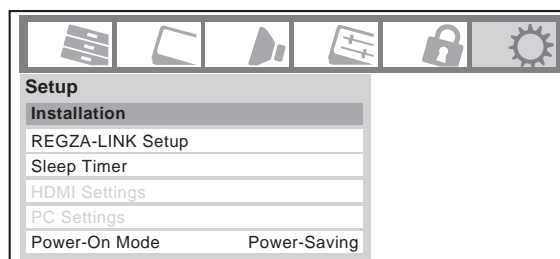 Setup
Installation
REGZA-LINK Setup
Sleep Timer
HDMI Settings
PC Settings
Power-On Mode Power-Saving